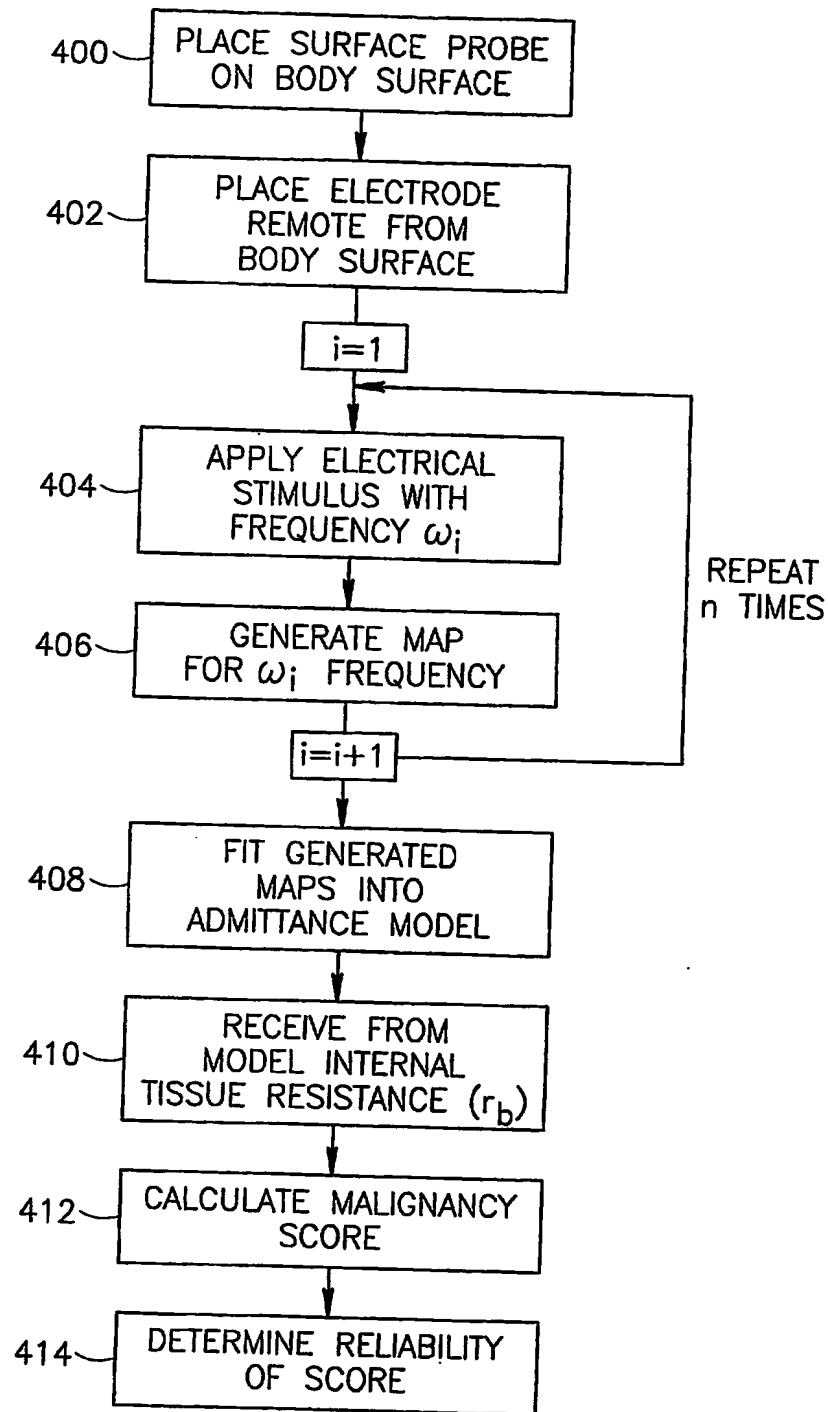 400
PLACE SURFACE PROBE
ON BODY SURFACE
402
PLACE ELECTRODE
REMOTE FROM
BODY SURFACE
i=1
404
APPLY ELECTRICAL
STIMULUS WITH
FREQUENCY ωi
REPEAT
n TIMES
406
GENERATE MAP
FOR ωi FREQUENCY
i=i+1
408
FIT GENERATED
MAPS INTO
ADMITTANCE MODEL
410
RECEIVE FROM
MODEL INTERNAL
TISSUE RESISTANCE (rb)
412
CALCULATE MALIGNANCY
SCORE
414
DETERMINE RELIABILITY
OF SCORE